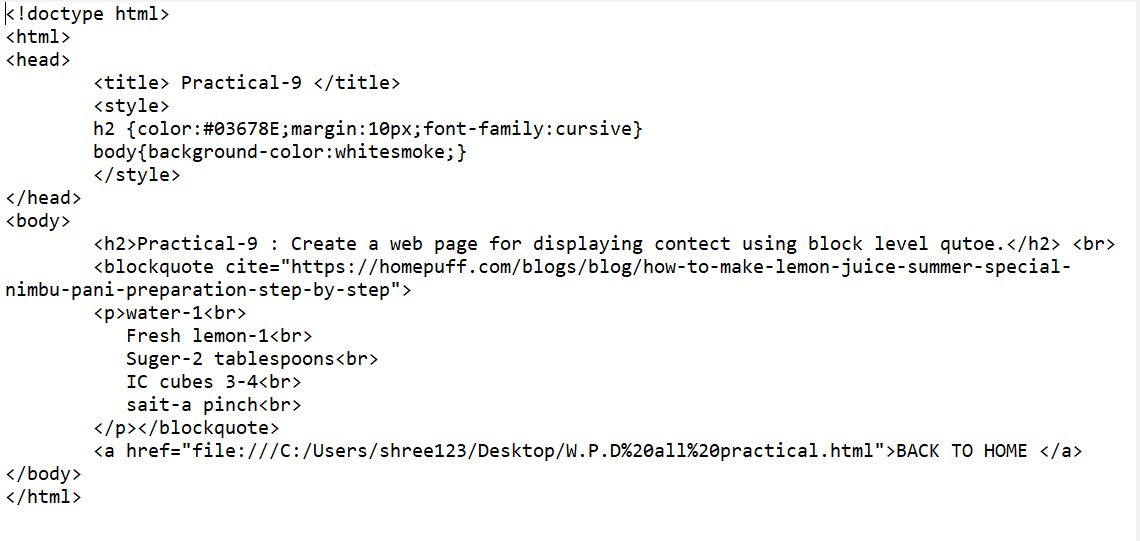 <!doctype html>
<html>
<head>
<title> Practical-9 </title>
<style>
h2 {color:#03678E;margin:10px;font-family:cursive}
body{background-color:whitesmoke;}
</style>
</head>
<body>
<h2>Practical-9 : Create a web page for displaying contect using block level qutoe.</h2> <br>
<blockquote cite="https://homepuff.com/blogs/blog/how-to-make-lemon-juice-summer-special-
nimbu-pani-preparation-step-by-step">
<p>water-1<br>
Fresh lemon-1<br>
Suger-2 tablespoons<br>
IC cubes 3-4<br>
sait-a pinch<br>
</p></blockquote>
<a href="file:///C:/Users/shree123/Desktop/W.P.D%20all%20practical.html">BACK TO HOME </a>
</body>
</html>